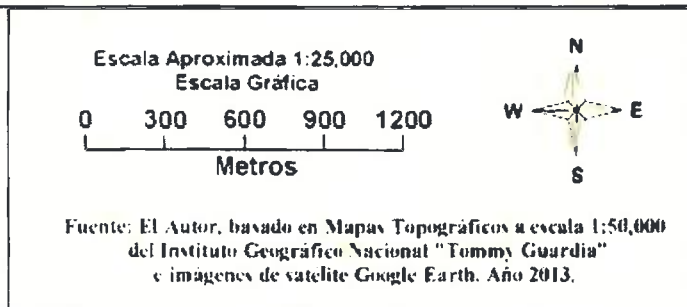 Escala Aproximada 1:25,000
Escala Gráfica
0 300 600 900 1200
Metros
N
W E
S
Fuente: El Autor, basado en Mapas Topográficos a escala 1:50,000
del Instituto Geográfico Nacional "Tommy Guardia"
e imágenes de satelite Google Earth. Año 2013.